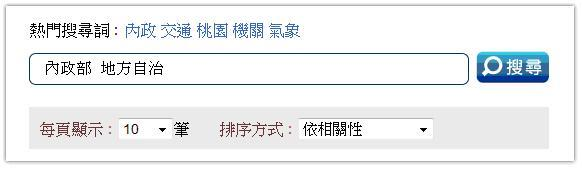 熱門搜尋詞：內政 交通 桃園 機關 氣象
內政部 地方自治 搜尋
每頁顯示：10 筆 排序方式：依相關性